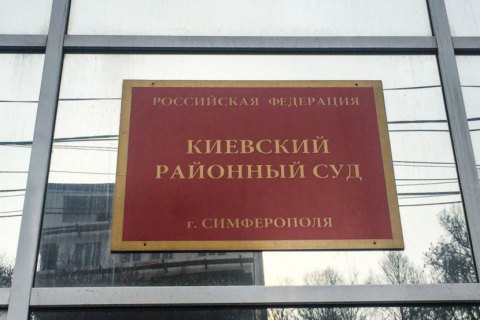 РОССИЙСКАЯ ФЕДЕРАЦИЯ
КИЕВСКИЙ
РАЙОННЫЙ СУД
г. СИМФЕРОПОЛЯ